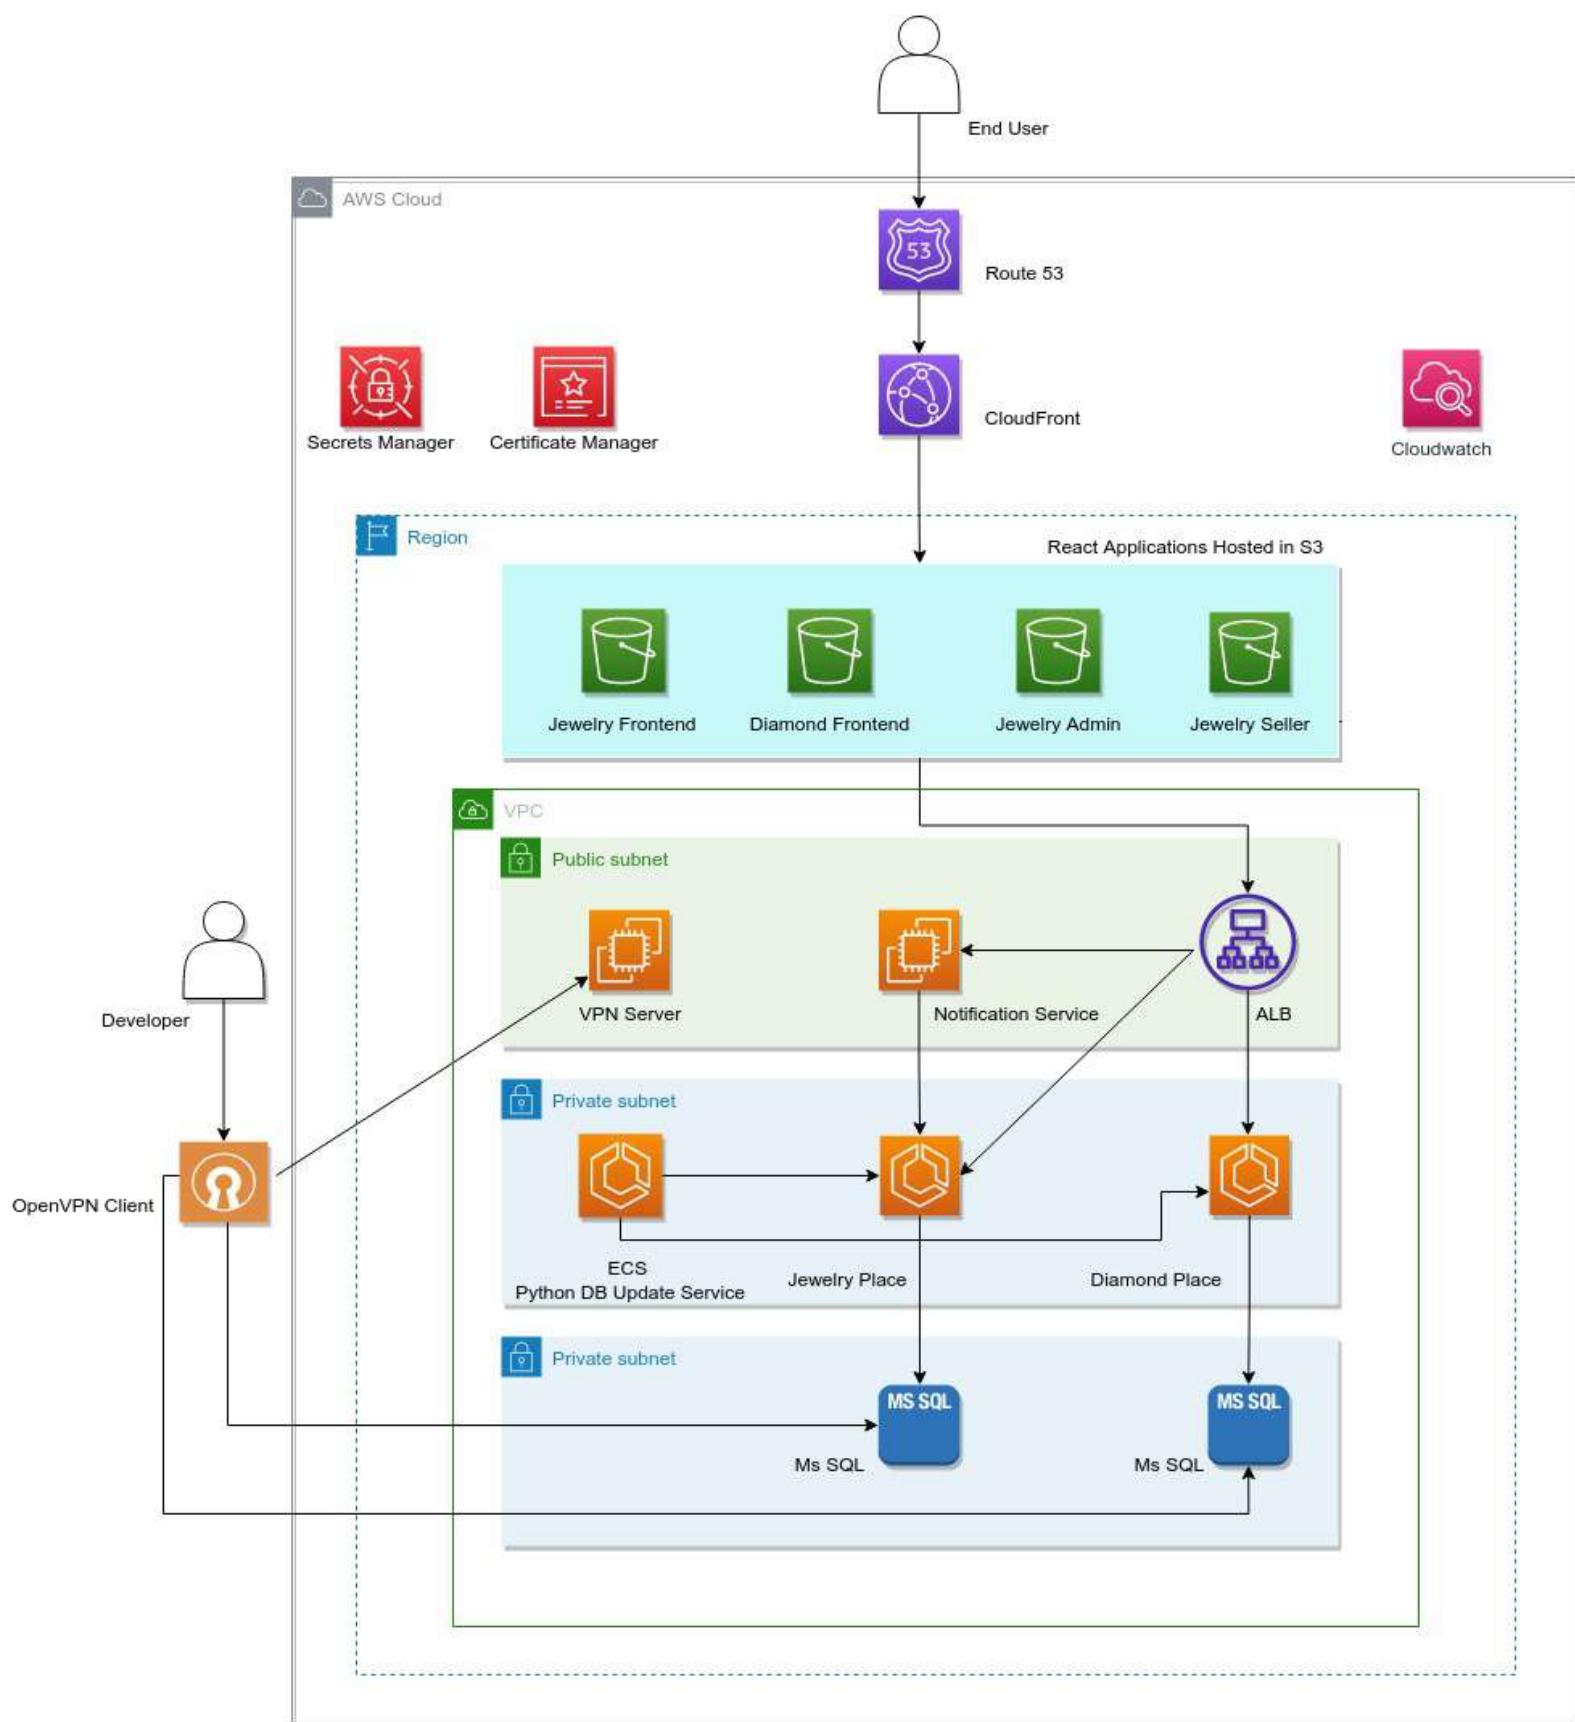 End User
AWS Cloud
53
Route 53
Secrets Manager
Certificate Manager
CloudFront
Cloudwatch
Region
React Applications Hosted in S3
Jewelry Frontend
Diamond Frontend
Jewelry Admin
Jewelry Seller
VPC
Public subnet
VPN Server
Notification Service
ALB
Developer
Private subnet
OpenVPN Client
ECS
Python DB Update Service
Jewelry Place
Diamond Place
Private subnet
MS SQL
MS SQL
Ms SQL
Ms SQL